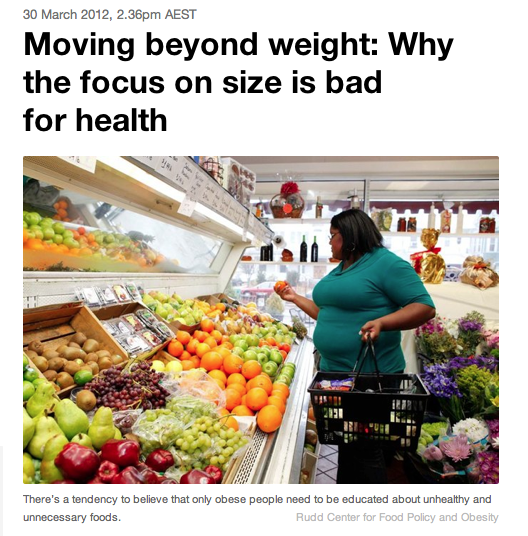 30 March 2012, 2.36pm AEST
Moving beyond weight: Why
the focus on size is bad
for health
There's a tendency to believe that only obese people need to be educated about unhealthy and
unnecessary foods.
Rudd Center for Food Policy and Obesity